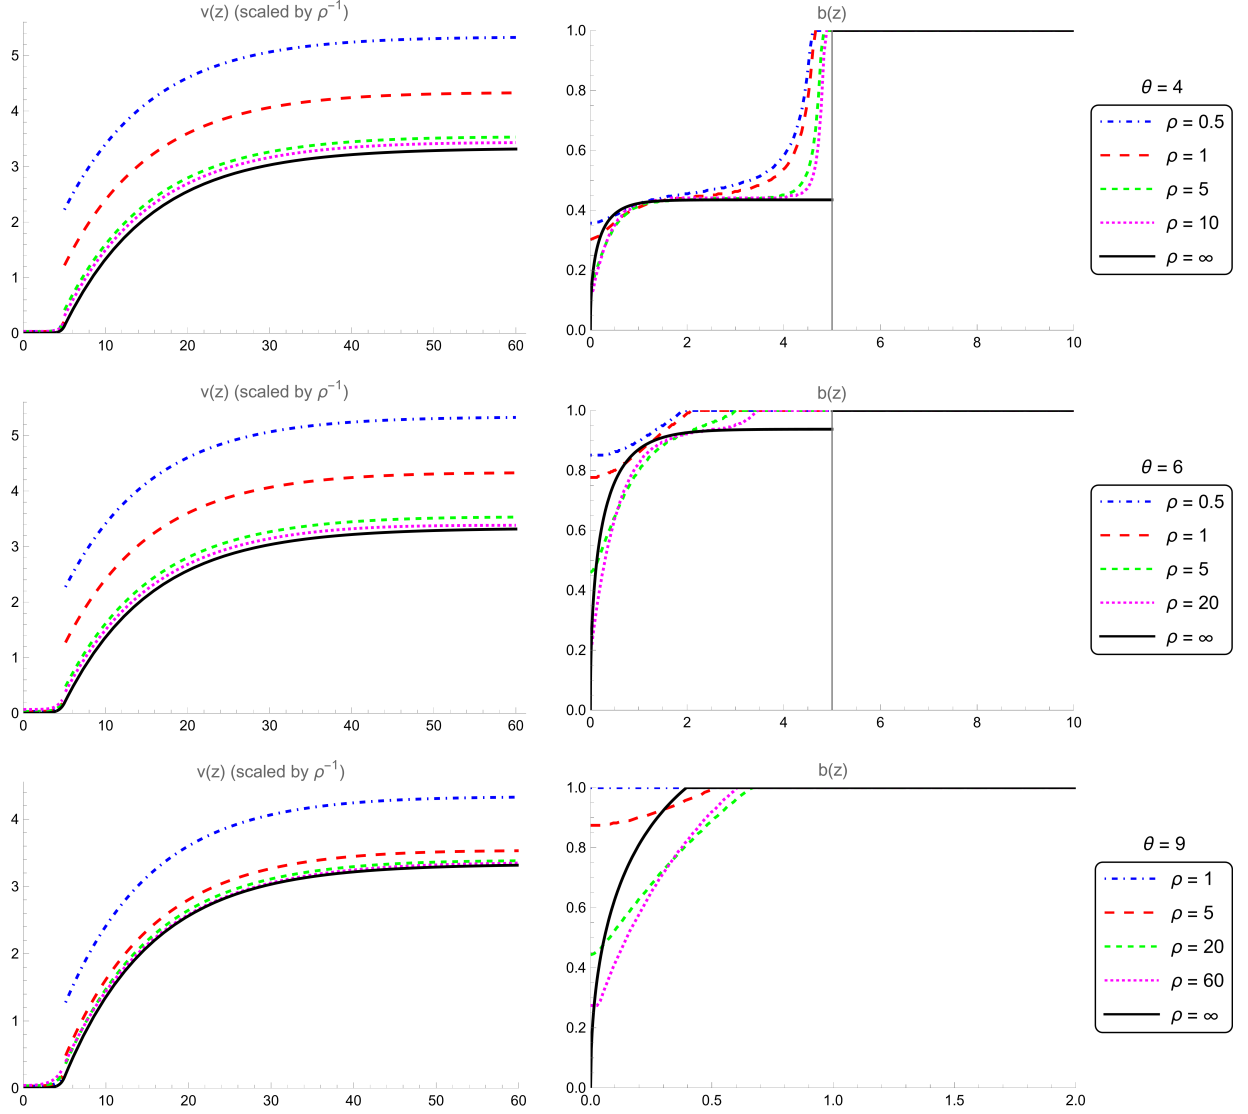 v(z) (scaled by ρ⁻¹)
5
4
3
2
1
0
0 10 20 30 40 50 60
b(z)
1.0
0.8
0.6
0.4
0.2
0.0
0 2 4 6 8 10
θ = 4
ρ = 0.5
ρ = 1
ρ = 5
ρ = 10
ρ = ∞
v(z) (scaled by ρ⁻¹)
5
4
3
2
1
0
0 10 20 30 40 50 60
b(z)
1.0
0.8
0.6
0.4
0.2
0.0
0 2 4 6 8 10
θ = 6
ρ = 0.5
ρ = 1
ρ = 5
ρ = 20
ρ = ∞
v(z) (scaled by ρ⁻¹)
4
3
2
1
0
0 10 20 30 40 50 60
b(z)
1.0
0.8
0.6
0.4
0.2
0.0
0.0 0.5 1.0 1.5 2.0
θ = 9
ρ = 1
ρ = 5
ρ = 20
ρ = 60
ρ = ∞